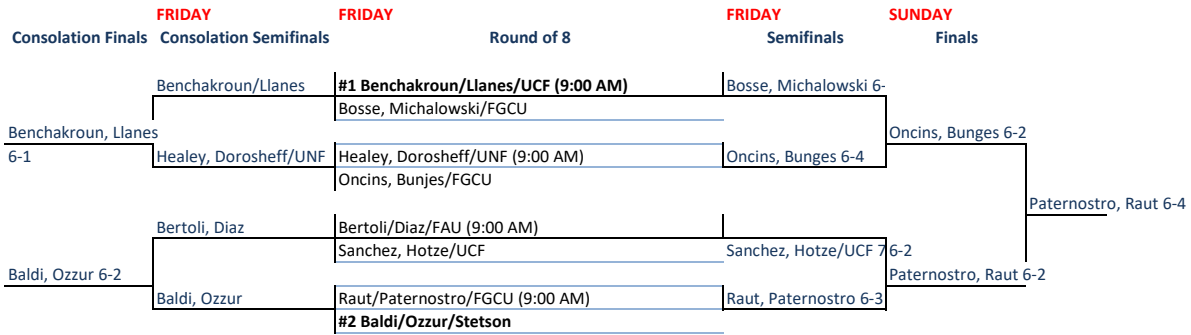 FRIDAY FRIDAY FRIDAY SUNDAY
Consolation Finals Consolation Semifinals Round of 8 Semifinals Finals
Benchakroun/Llanes #1 Benchakroun/Llanes/UCF (9:00 AM) Bosse, Michalowski 6-
Bosse, Michalowski/FGCU
Benchakroun, Llanes Oncins, Bunges 6-2
6-1 Healey, Dorosheff/UNF Healey, Dorosheff/UNF (9:00 AM) Oncins, Bunges 6-4
Oncins, Bunjes/FGCU
Paternostro, Raut 6-4
Bertoli, Diaz Bertoli/Diaz/FAU (9:00 AM)
Sanchez, Hotze/UCF Sanchez, Hotze/UCF 7 6-2
Baldi, Ozzur 6-2 Paternostro, Raut 6-2
Baldi, Ozzur Raut/Paternostro/FGCU (9:00 AM) Raut, Paternostro 6-3
#2 Baldi/Ozzur/Stetson